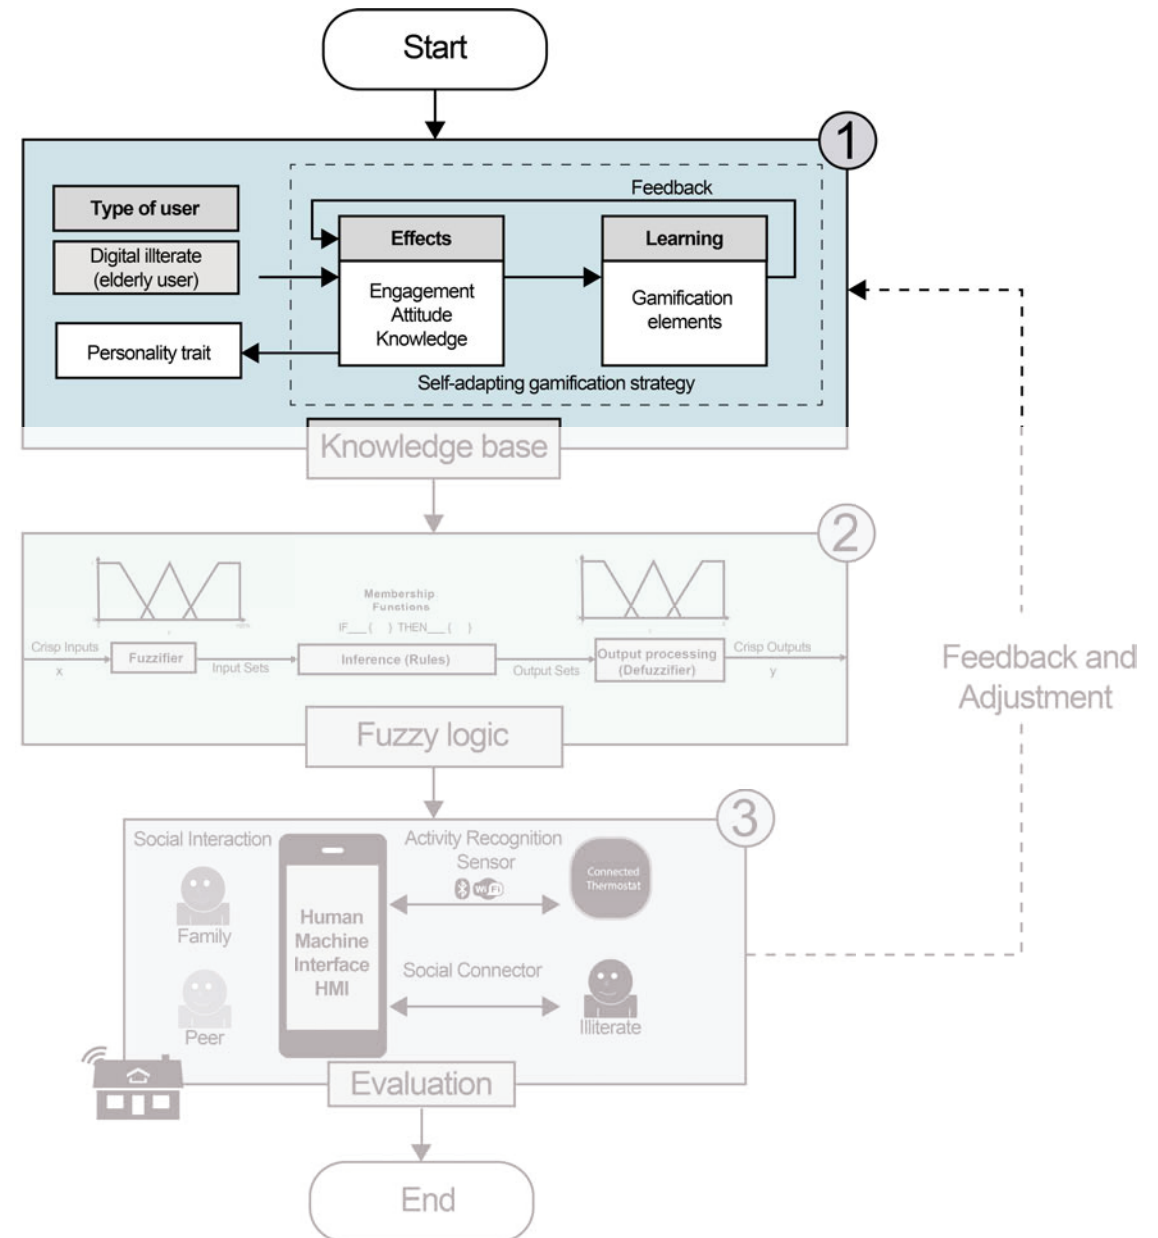 Start
1
Type of user
Digital illterate
(elderly user)
Personality trait
Feedback
Effects
Engagement
Attitude
Knowledge
Learning
Gamification
elements
Self-adapting gamification strategy
Knowledge base
2
Membership
Functions
IF___( ) THEN___( )
Crisp Inputs
x
Fuzzifier
Input Sets
Inference (Rules)
Output Sets
Output processing
(Defuzzifier)
Crisp Outputs
y
Fuzzy logic
Feedback and
Adjustment
3
Social Interaction
Family
Peer
Human
Machine
Interface
HMI
Activity Recognition
Sensor
WiFi
Connected
Thermostat
Social Connector
Illiterate
Evaluation
End